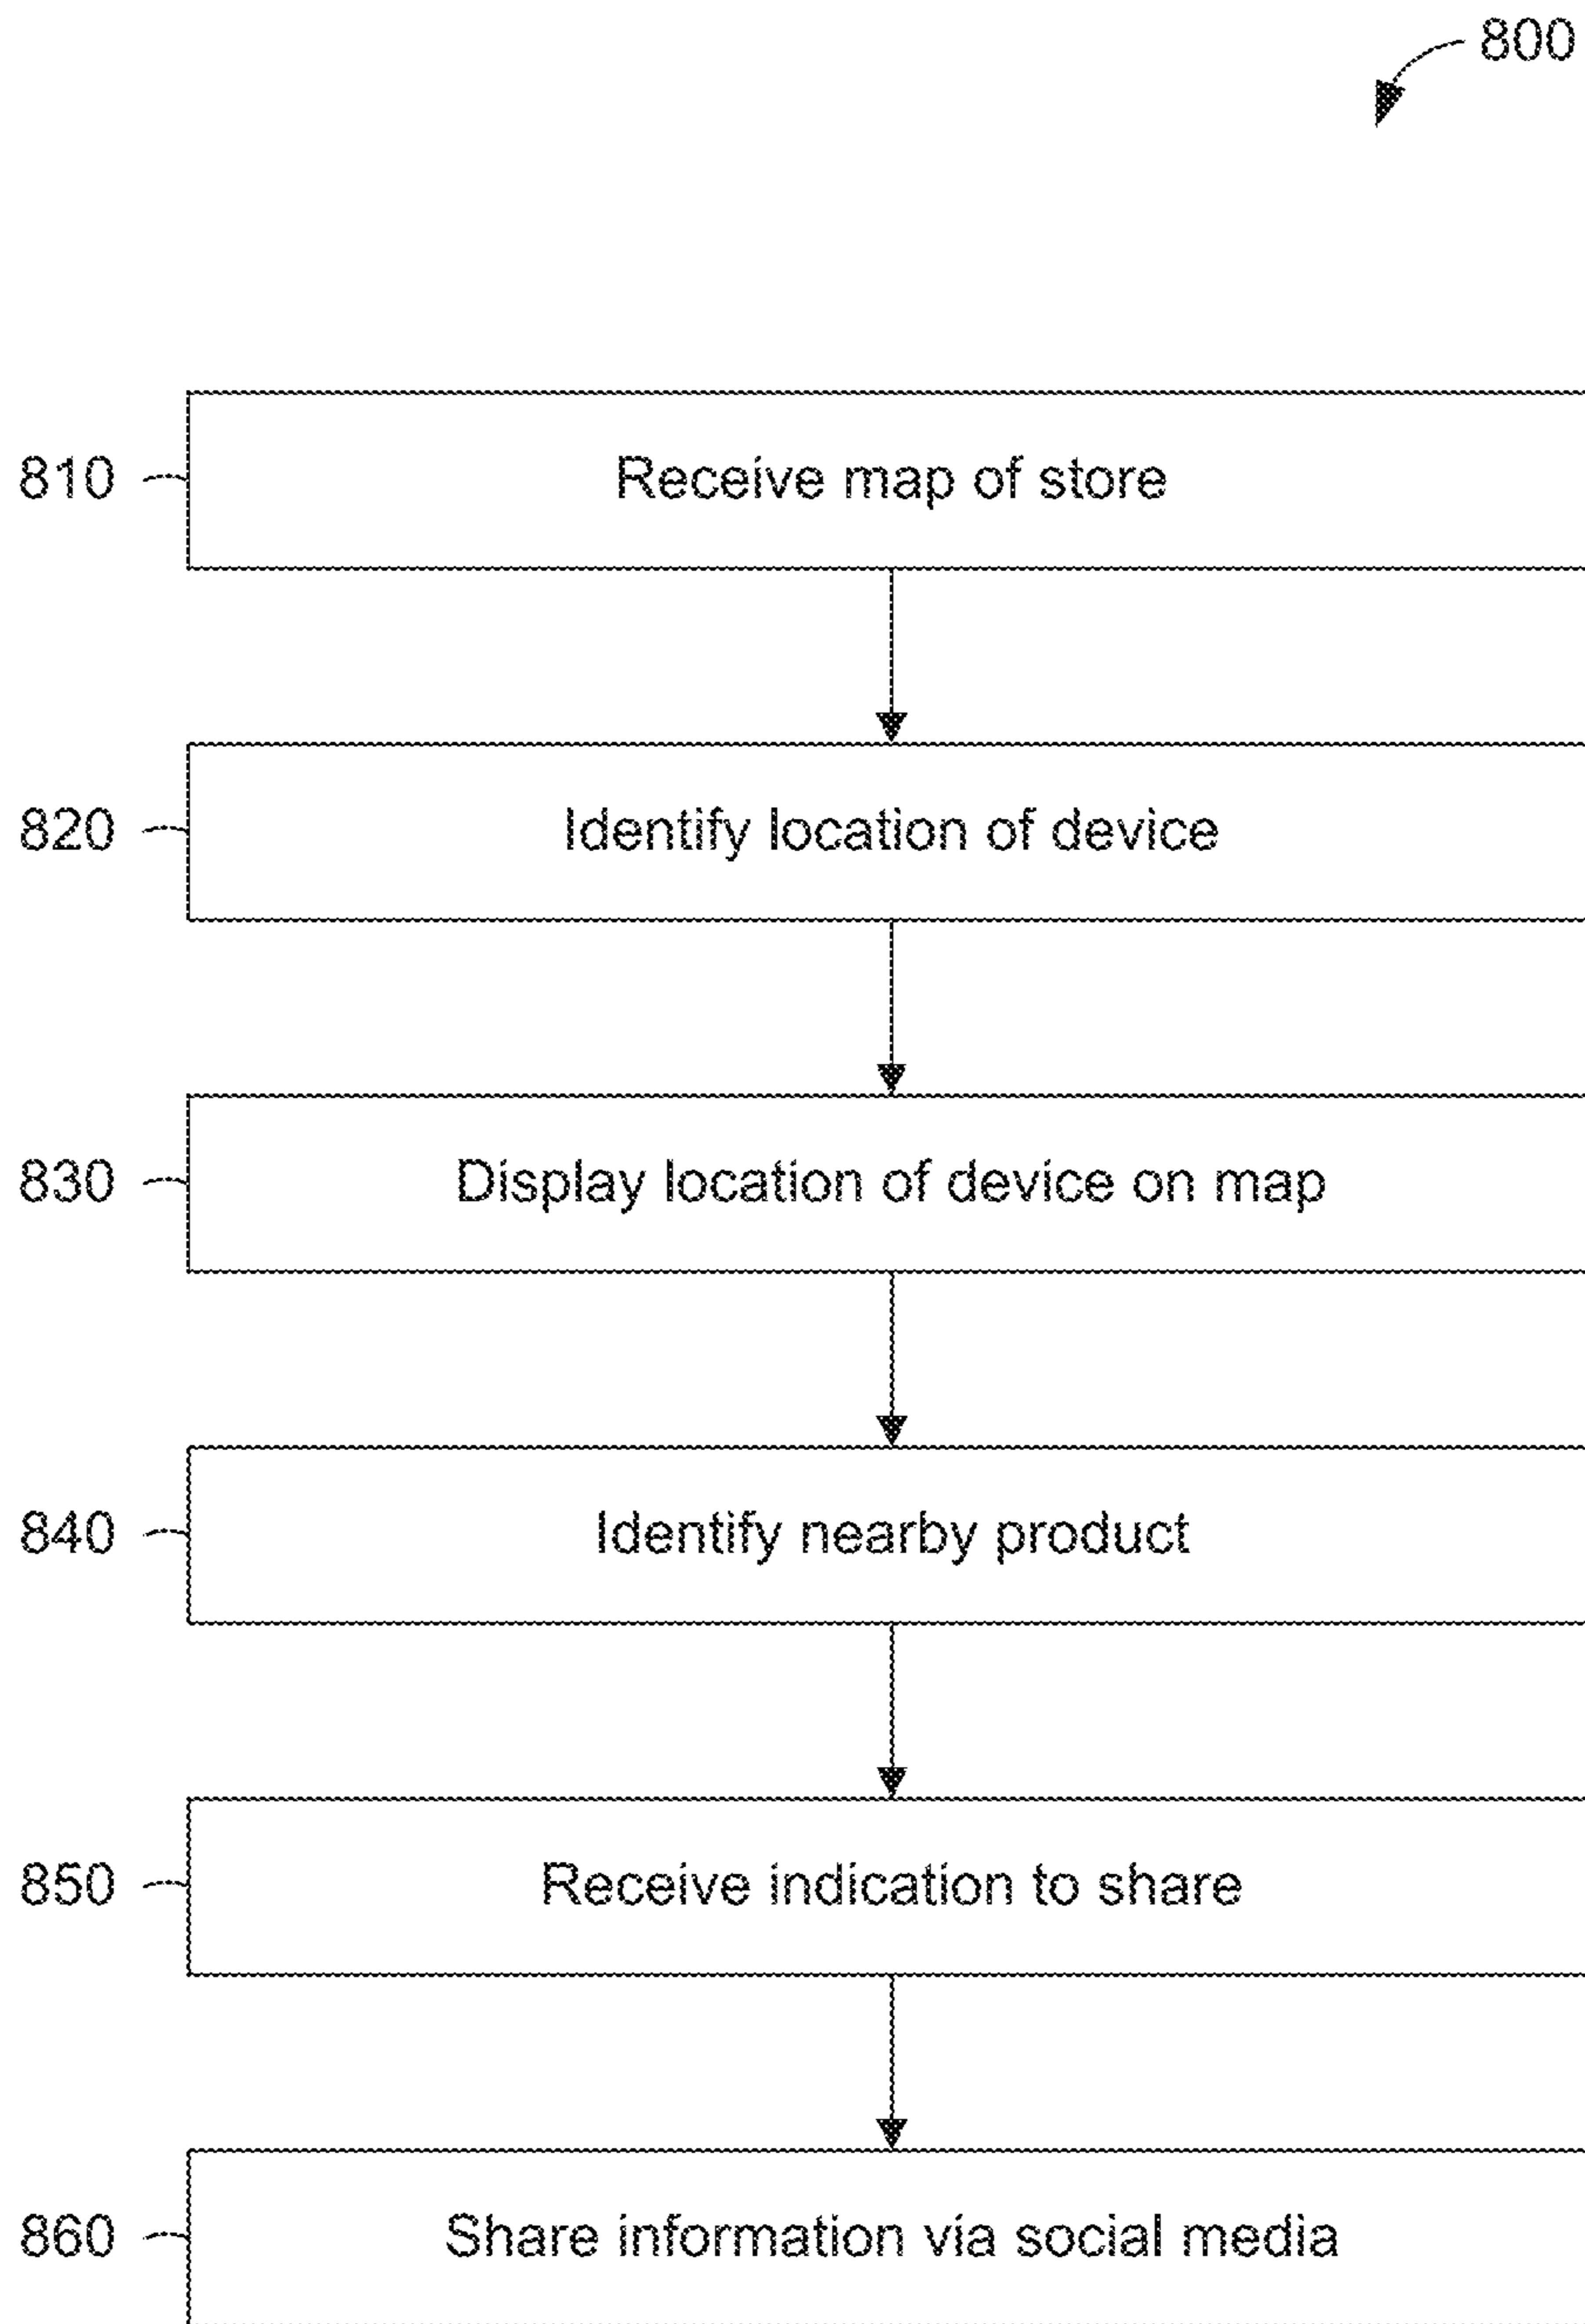 800
810 Receive map of store
820 Identify location of device
830 Display location of device on map
840 Identify nearby product
850 Receive indication to share
860 Share information via social media